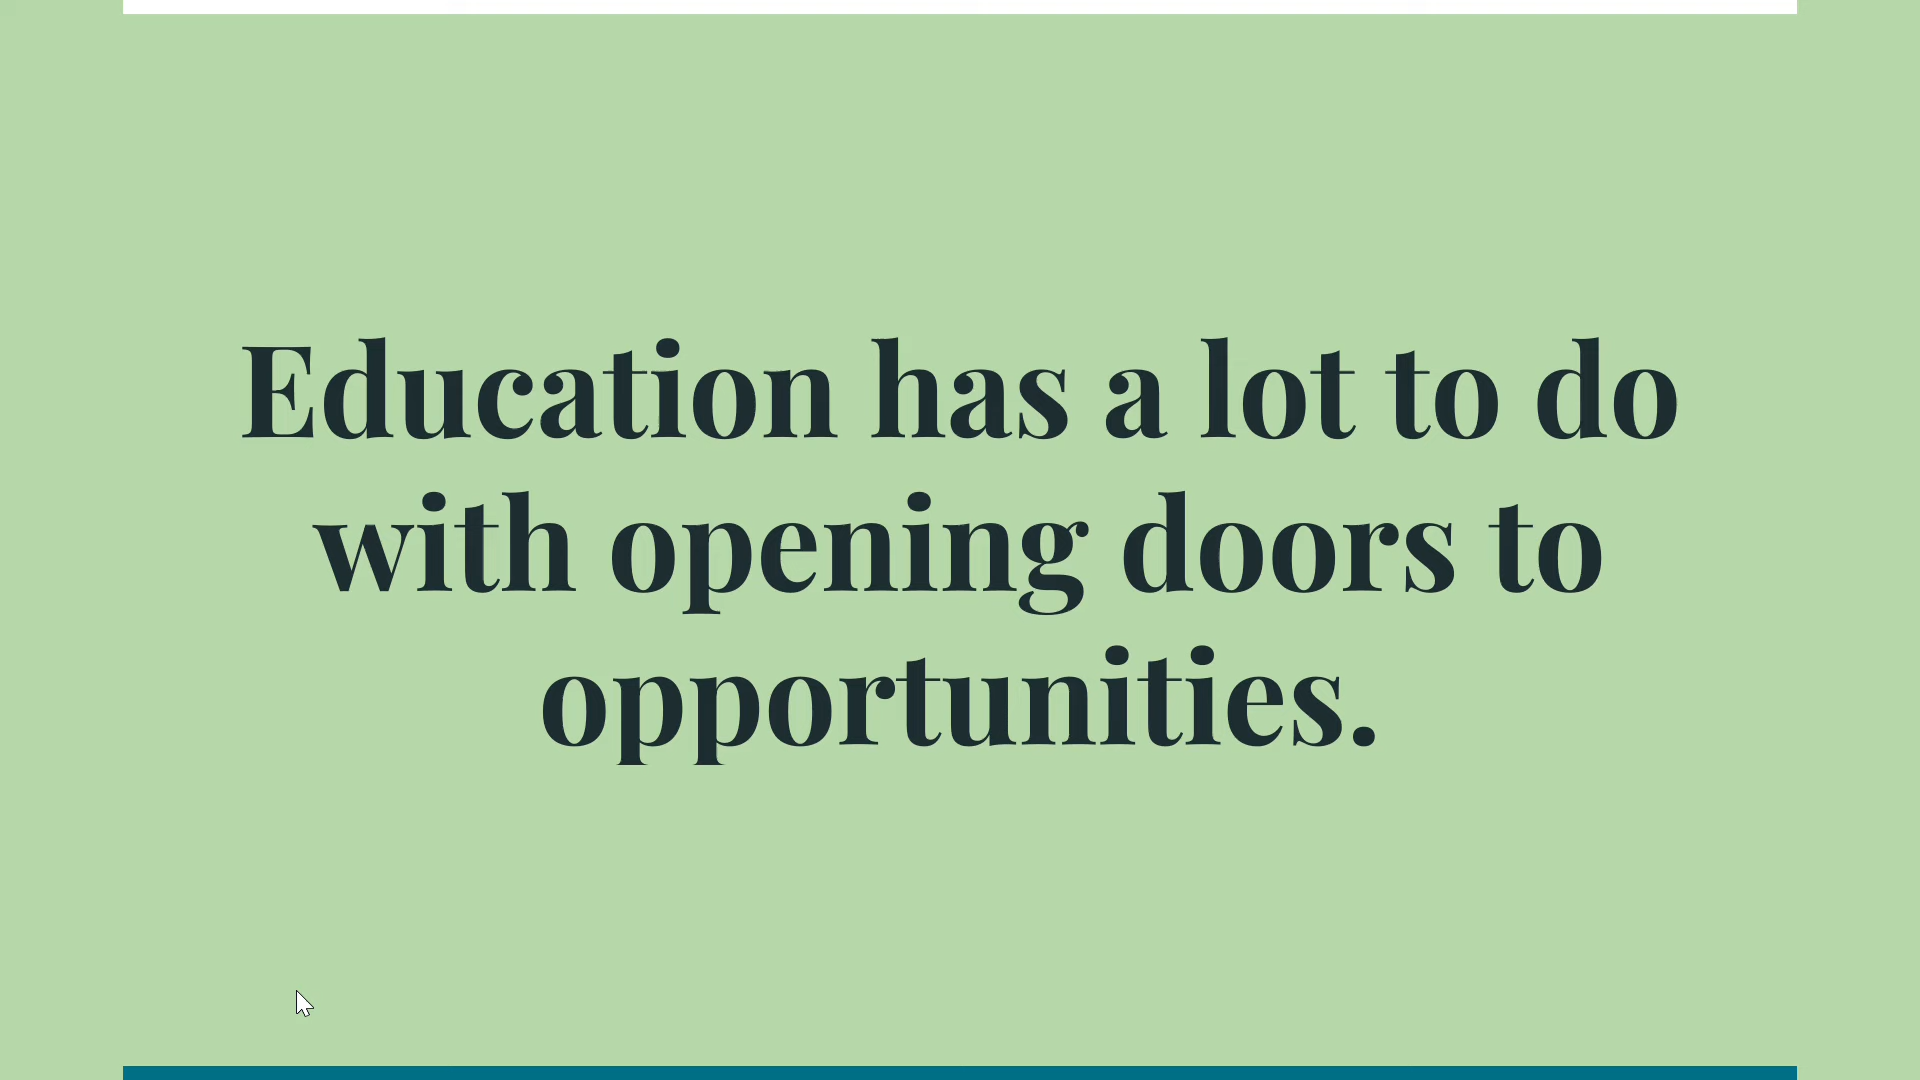 Education has a lot to do
with opening doors to
opportunities.